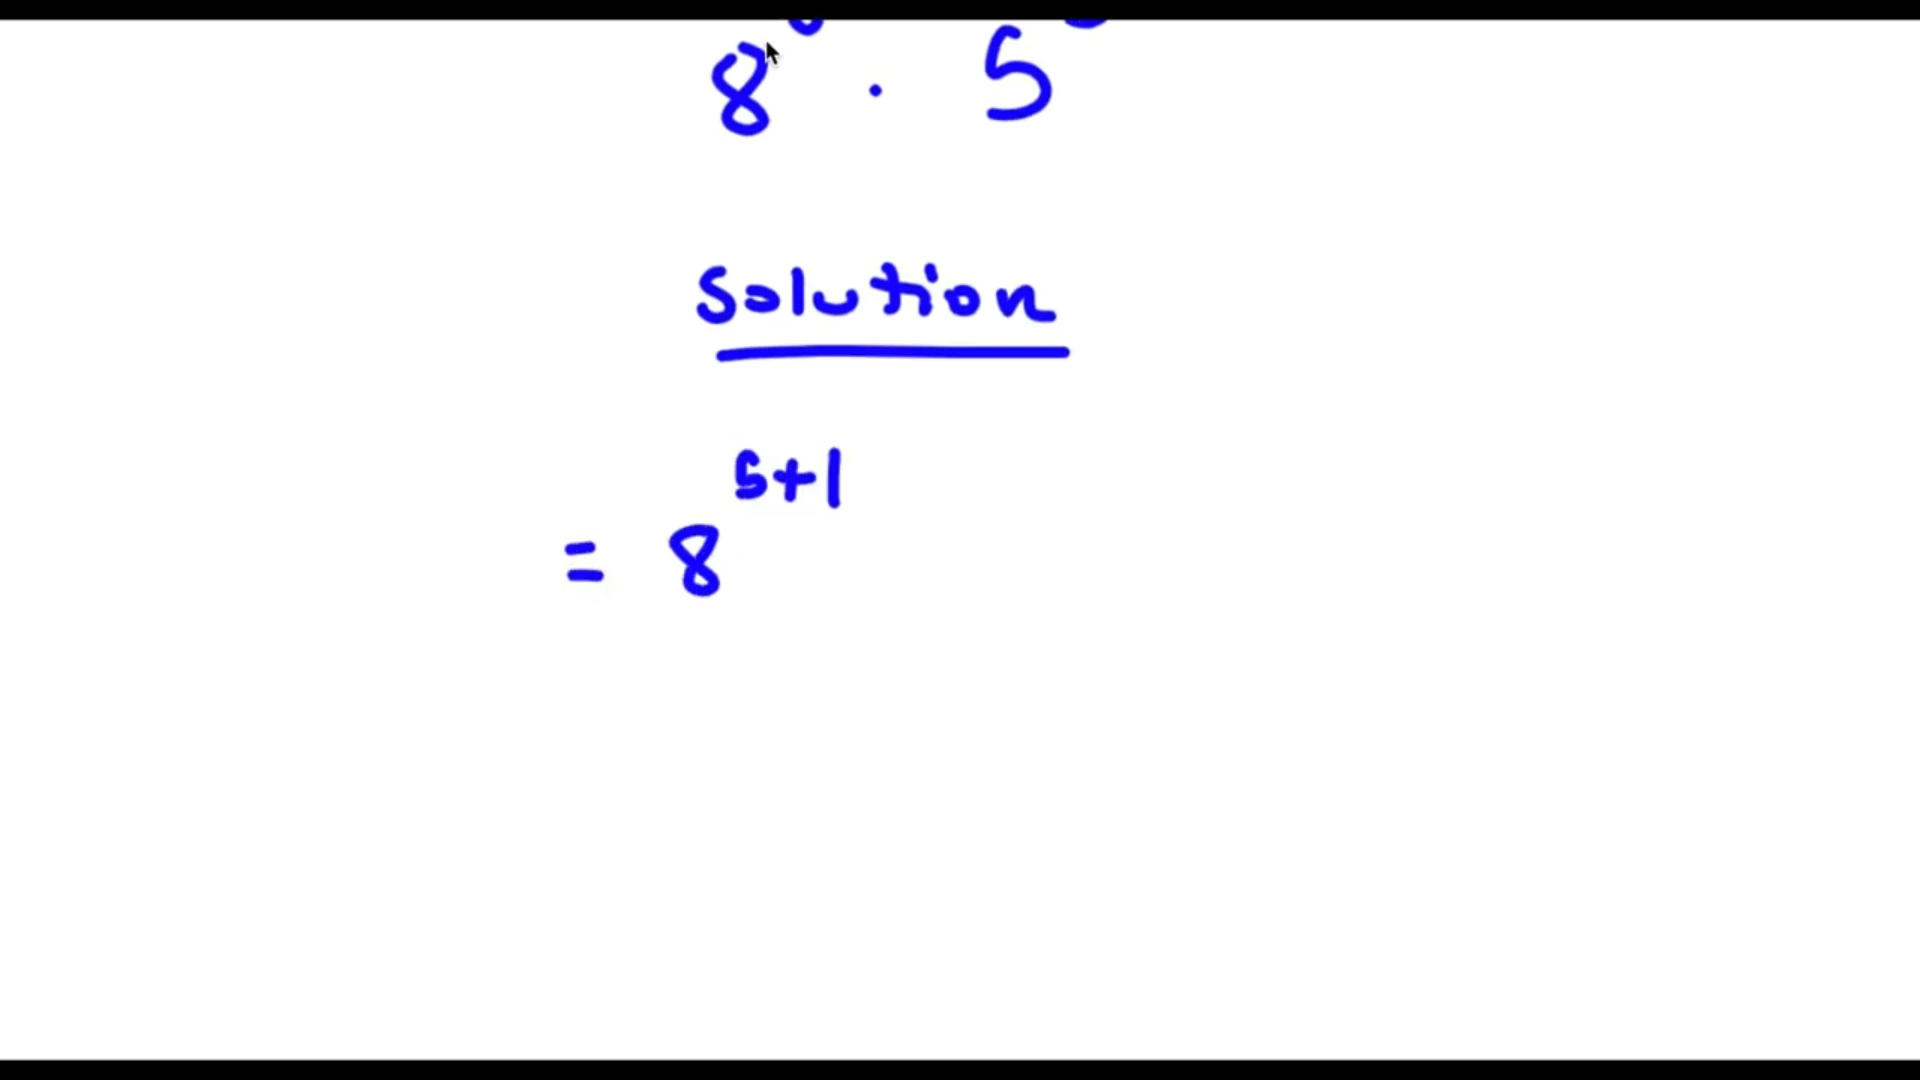 8 · 5
Solution
= 8^{5+1}